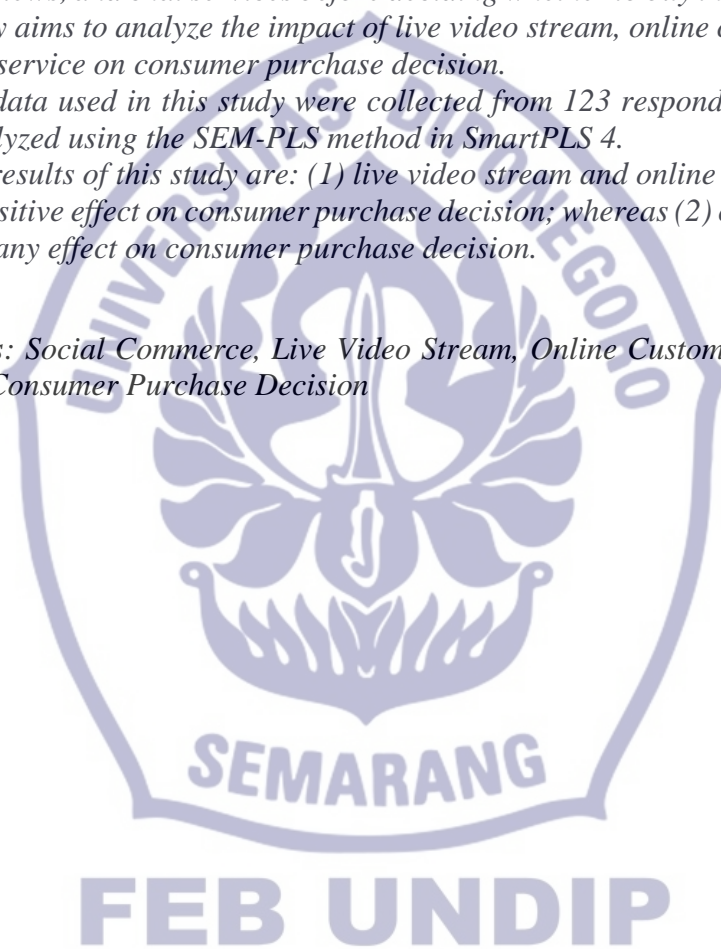 y aims to analyze the impact of live video stream, online c
service on consumer purchase decision.
data used in this study were collected from 123 respond
lyzed using the SEM-PLS method in SmartPLS 4.
results of this study are: (1) live video stream and online
sitive effect on consumer purchase decision; whereas (2) c
any effect on consumer purchase decision.
s: Social Commerce, Live Video Stream, Online Custom
Consumer Purchase Decision
UNIVERSITAS DIPONEGORO
SEMARANG
FEB UNDIP